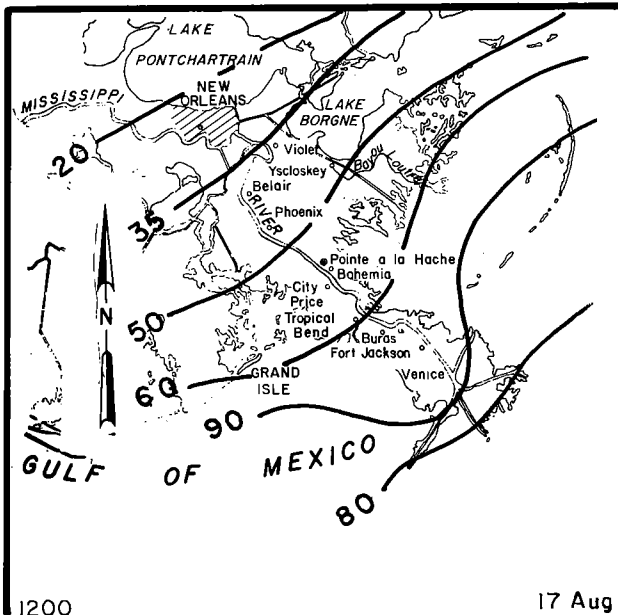 LAKE
PONTCHARTRAIN
NEW
ORLEANS
MISSISSIPPI
LAKE
BORGNE
20
Violet
Bayou Loutre
Yscloskey
Belair
35
RIVER
Phoenix
Pointe a la Hache
Bahemia
N
City
Price
50
Tropical
Bend
Buras
Fort Jackson
60
GRAND
ISLE
Venice
90
GULF OF MEXICO
80
1200
17 Aug